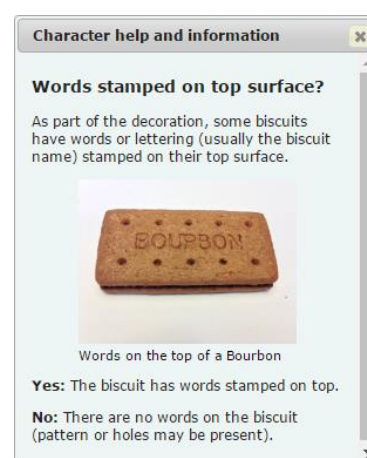 Character help and information
Words stamped on top surface?
As part of the decoration, some biscuits
have words or lettering (usually the biscuit
name) stamped on their top surface.
BOURBON
Words on the top of a Bourbon
Yes: The biscuit has words stamped on top.
No: There are no words on the biscuit
(pattern or holes may be present).